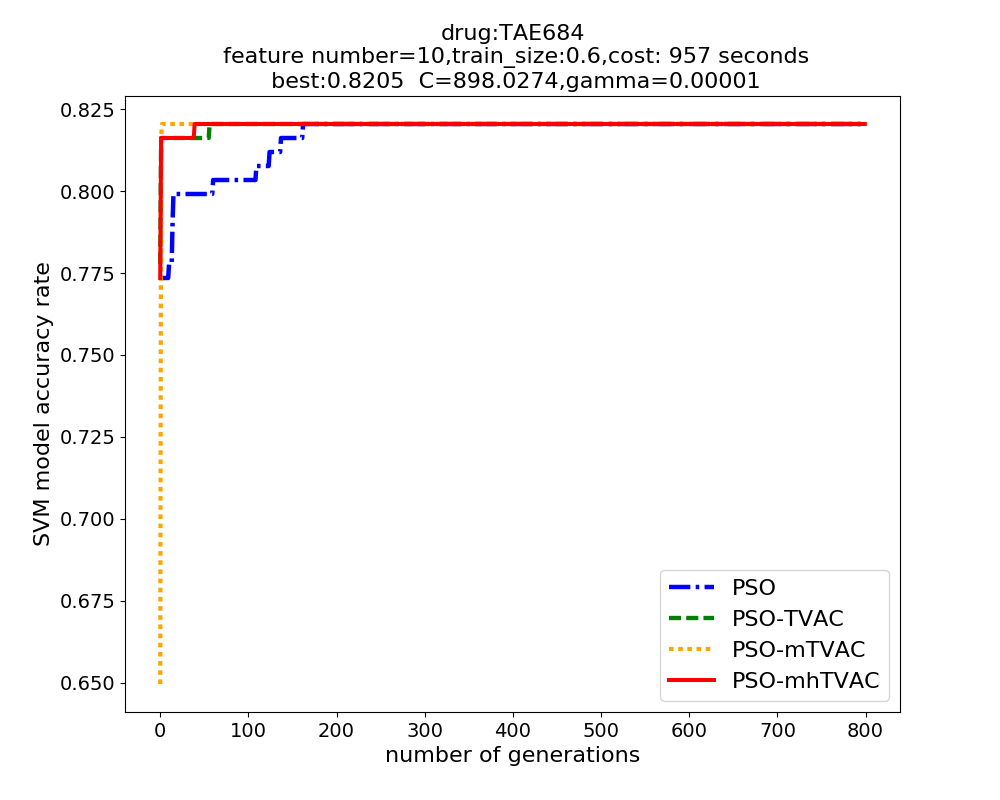 drug:TAE684
feature number=10,train_size:0.6,cost: 957 seconds
best:0.8205  C=898.0274,gamma=0.00001
0.825
0.800
0.775
0.750
0.725
0.700
0.675
0.650
SVM model accuracy rate
PSO
PSO-TVAC
PSO-mTVAC
PSO-mhTVAC
0 100 200 300 400 500 600 700 800
number of generations